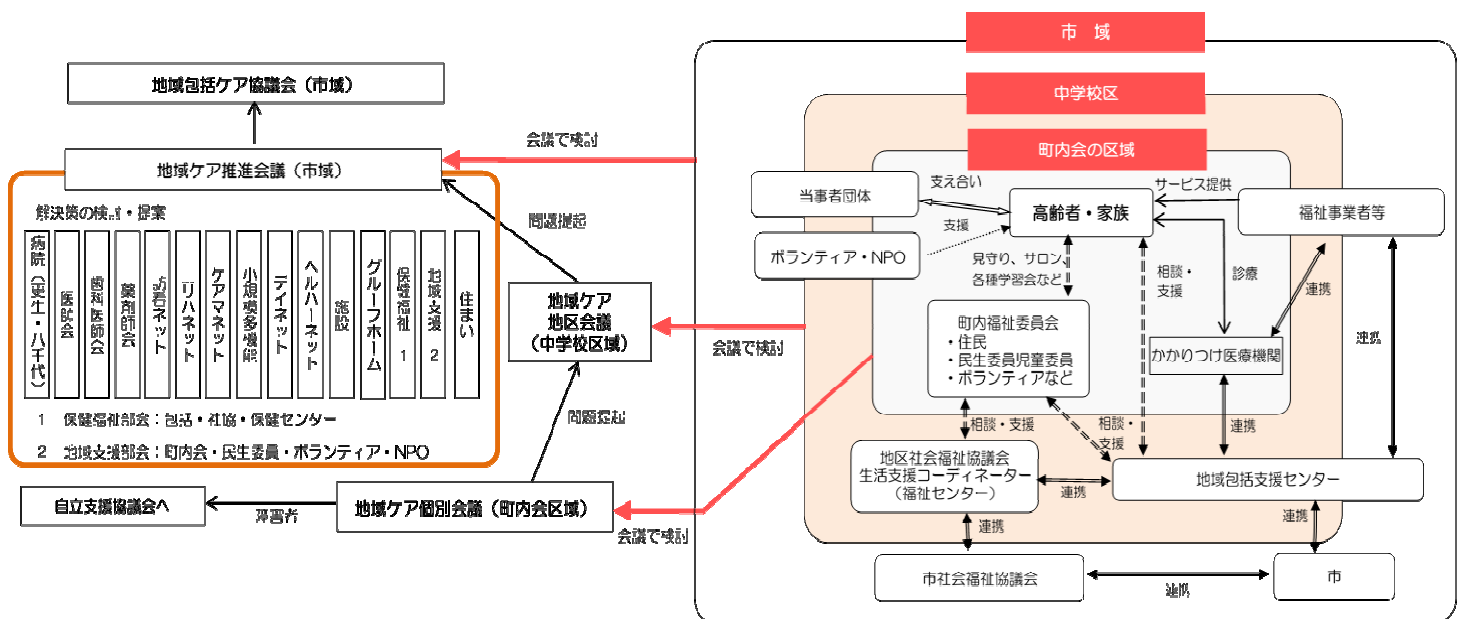 地域包括ケア協議会（市域）
地域ケア推進会議（市域）
会議で検討
解決策の検討・提案
病院（更生・八千代）
医師会
歯科医師会
薬剤師会
訪看ネット
リハネット
ケアマネット
小規模多機能
デイネット
ヘルパーネット
施設
グループホーム
保健福祉 1
地域支援 2
住まい
1 保健福祉部会：包括・社協・保健センター
2 地域支援部会：町内会・民生委員・ボランティア・NPO
問題提起
地域ケア
地区会議
（中学校区域）
会議で検討
問題提起
自立支援協議会へ
障害者
地域ケア個別会議（町内会区域）
会議で検討
市 域
中学校区
町内会の区域
当事者団体
支え合い
支援
ボランティア・NPO
高齢者・家族
サービス提供
福祉事業者等
見守り、サロン、
各種学習会など
相談・
支援
診療
連携
連携
町内福祉委員会
・住民
・民生委員児童委員
・ボランティアなど
かかりつけ医療機関
相談・支援
相談・
支援
連携
地区社会福祉協議会
生活支援コーディネーター
（福祉センター）
連携
地域包括支援センター
連携
連携
市社会福祉協議会
連携
市